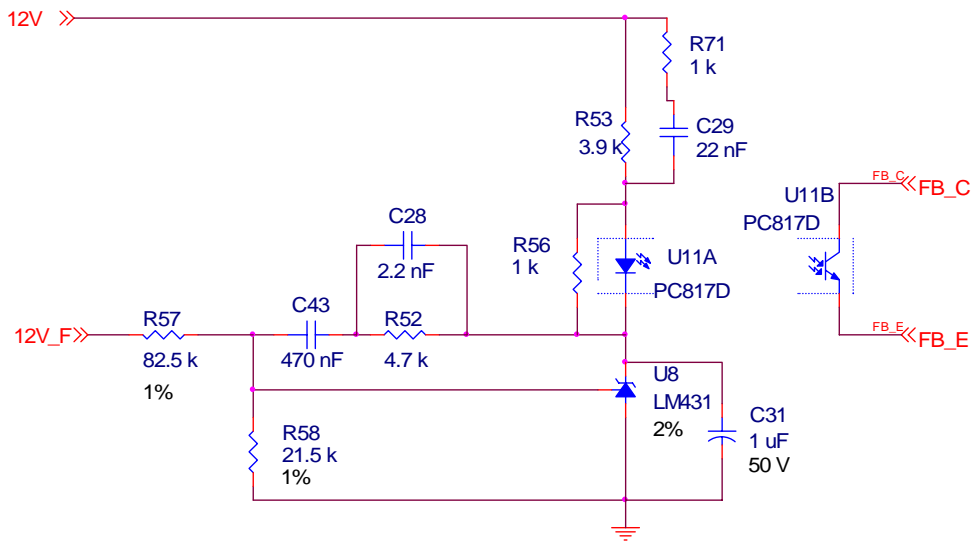 12V
R71
1 k
R53
3.9 k
C29
22 nF
FB_C
FB_C
U11B
PC817D
C28
2.2 nF
R56
1 k
U11A
PC817D
12V_F
R57
82.5 k
1%
C43
470 nF
R52
4.7 k
FB_E
FB_E
U8
LM431
2%
C31
1 uF
50 V
R58
21.5 k
1%